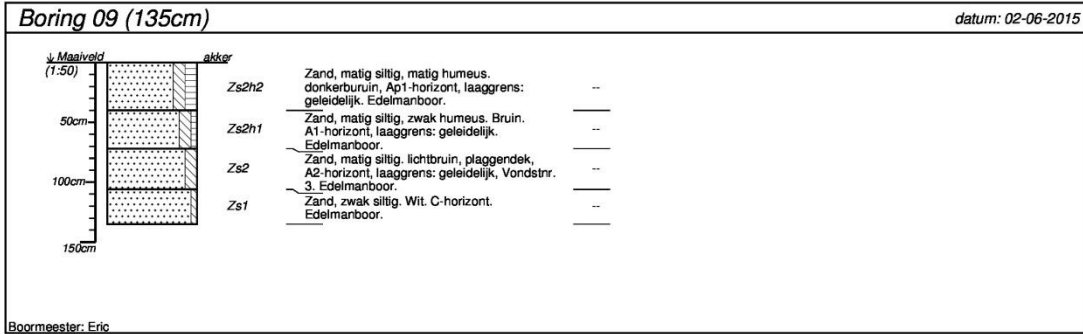 Boring 09 (135cm)
datum: 02-06-2015
↓ Maaiveld
akker
(1:50)
Zs2h2
Zand, matig siltig, matig humeus.
donkerburuin, Ap1-horizont, laaggrens:
geleidelijk. Edelmanboor.
--
50cm
Zs2h1
Zand, matig siltig, zwak humeus. Bruin.
A1-horizont, laaggrens: geleidelijk.
Edelmanboor.
--
Zs2
Zand, matig siltig. lichtbruin, plaggendek,
A2-horizont, laaggrens: geleidelijk, Vondstnr.
3. Edelmanboor.
--
100cm
Zs1
Zand, zwak siltig. Wit. C-horizont.
Edelmanboor.
--
150cm
Boormeester: Eric